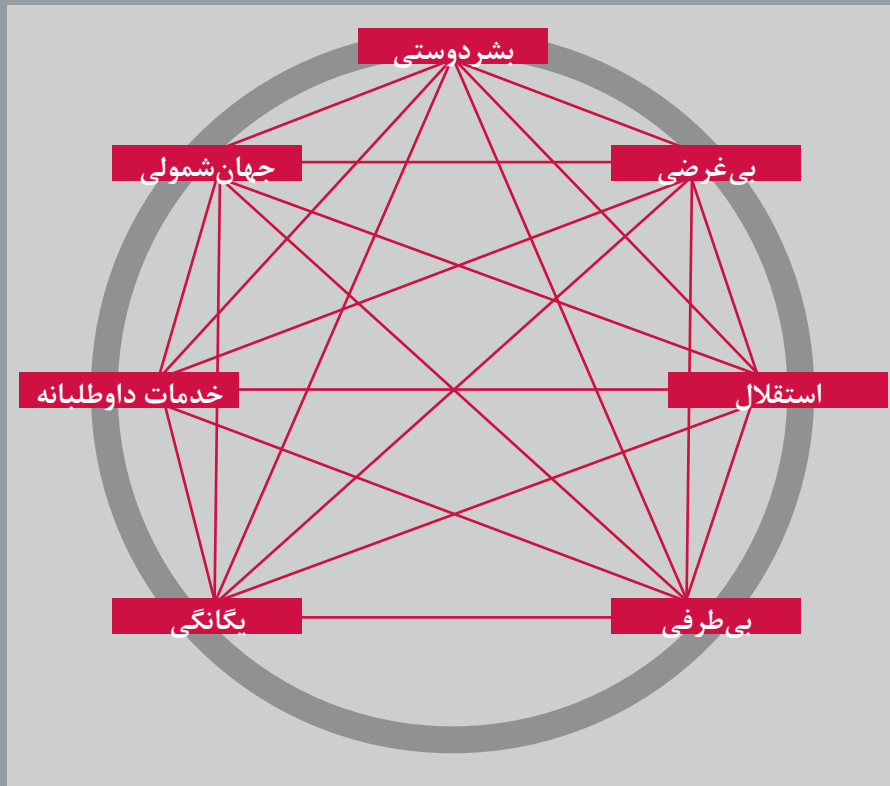 بشردوستی
بی‌غرضی
جهان‌شمولی
استقلال
خدمات داوطلبانه
بی‌طرفی
یگانگی